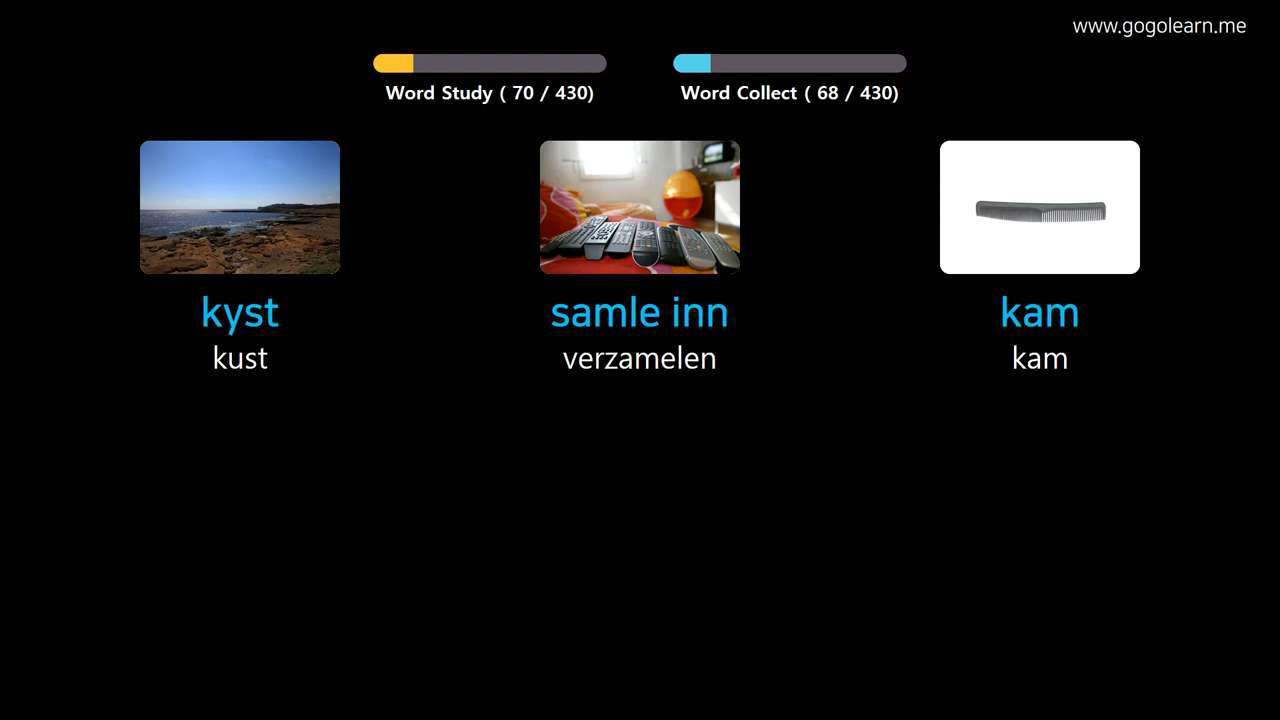 www.gogolearn.me
Word Study ( 70 / 430)
Word Collect ( 68 / 430)
kyst
kust
samle inn
verzamelen
kam
kam